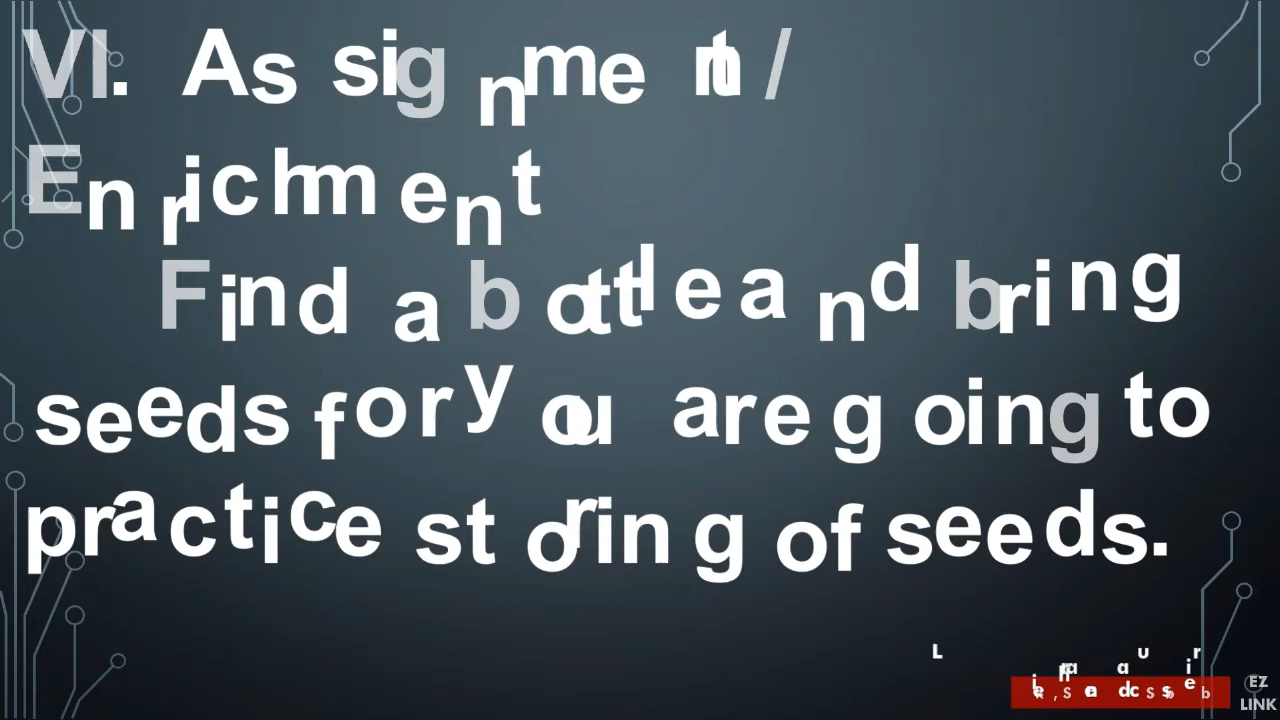 VI. Assignment/
Enrichment
Find a bottle and bring
seeds for you are going to
practice storing of seeds.
EZ
LINK